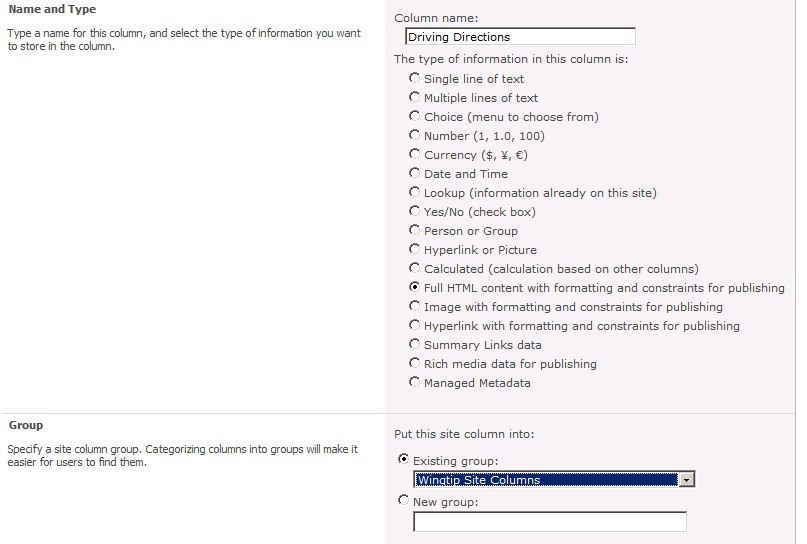 Name and Type
Type a name for this column, and select the type of information you want
to store in the column.
Column name:
Driving Directions
The type of information in this column is:
Single line of text
Multiple lines of text
Choice (menu to choose from)
Number (1, 1.0, 100)
Currency ($, ¥, €)
Date and Time
Lookup (information already on this site)
Yes/No (check box)
Person or Group
Hyperlink or Picture
Calculated (calculation based on other columns)
Full HTML content with formatting and constraints for publishing
Image with formatting and constraints for publishing
Hyperlink with formatting and constraints for publishing
Summary Links data
Rich media data for publishing
Managed Metadata
Group
Specify a site column group. Categorizing columns into groups will make it
easier for users to find them.
Put this site column into:
Existing group:
Wingtip Site Columns
New group: